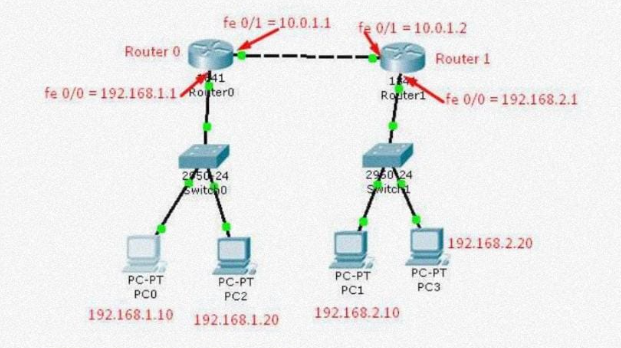 fe 0/1 = 10.0.1.1
fe 0/1 = 10.0.1.2
Router 0
Router 1
fe 0/0 = 192.168.1.1
1841
Router0
Router1
fe 0/0 = 192.168.2.1
2950-24
Switch0
2950-24
Switch1
192.168.2.20
PC-PT
PC0
PC-PT
PC2
PC-PT
PC1
PC-PT
PC3
192.168.1.10
192.168.1.20
192.168.2.10